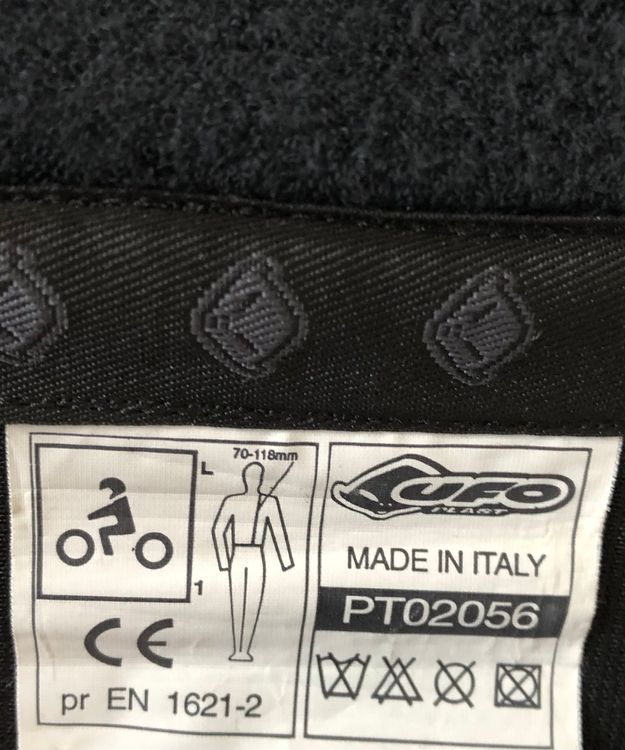 L
70-118mm
1
CE
pr EN 1621-2
UFO
PLAST
MADE IN ITALY
PT02056